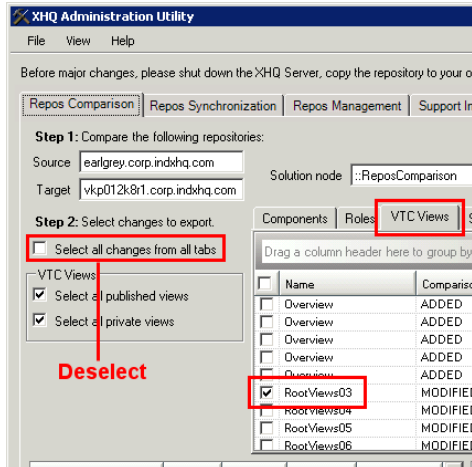 XHQ Administration Utility
File View Help
Before major changes, please shut down the XHQ Server, copy the repository to your o
Repos Comparison Repos Synchronization Repos Management Support In
Step 1: Compare the following repositories:
Source earlgrey.corp.indxhq.com
Target vkp012k8r1.corp.indxhq.com
Solution node ::ReposComparison
Step 2: Select changes to export.
Components Roles VTC Views
Select all changes from all tabs
Drag a column header here to group by
VTC Views
Select all published views
Select all private views
Name Comparis
Overview ADDED
Overview ADDED
Overview ADDED
Overview ADDED
Overview ADDED
RootViews03 MODIFIED
RootViews04 MODIFIED
RootViews05 MODIFIED
RootViews06 MODIFIED
Deselect